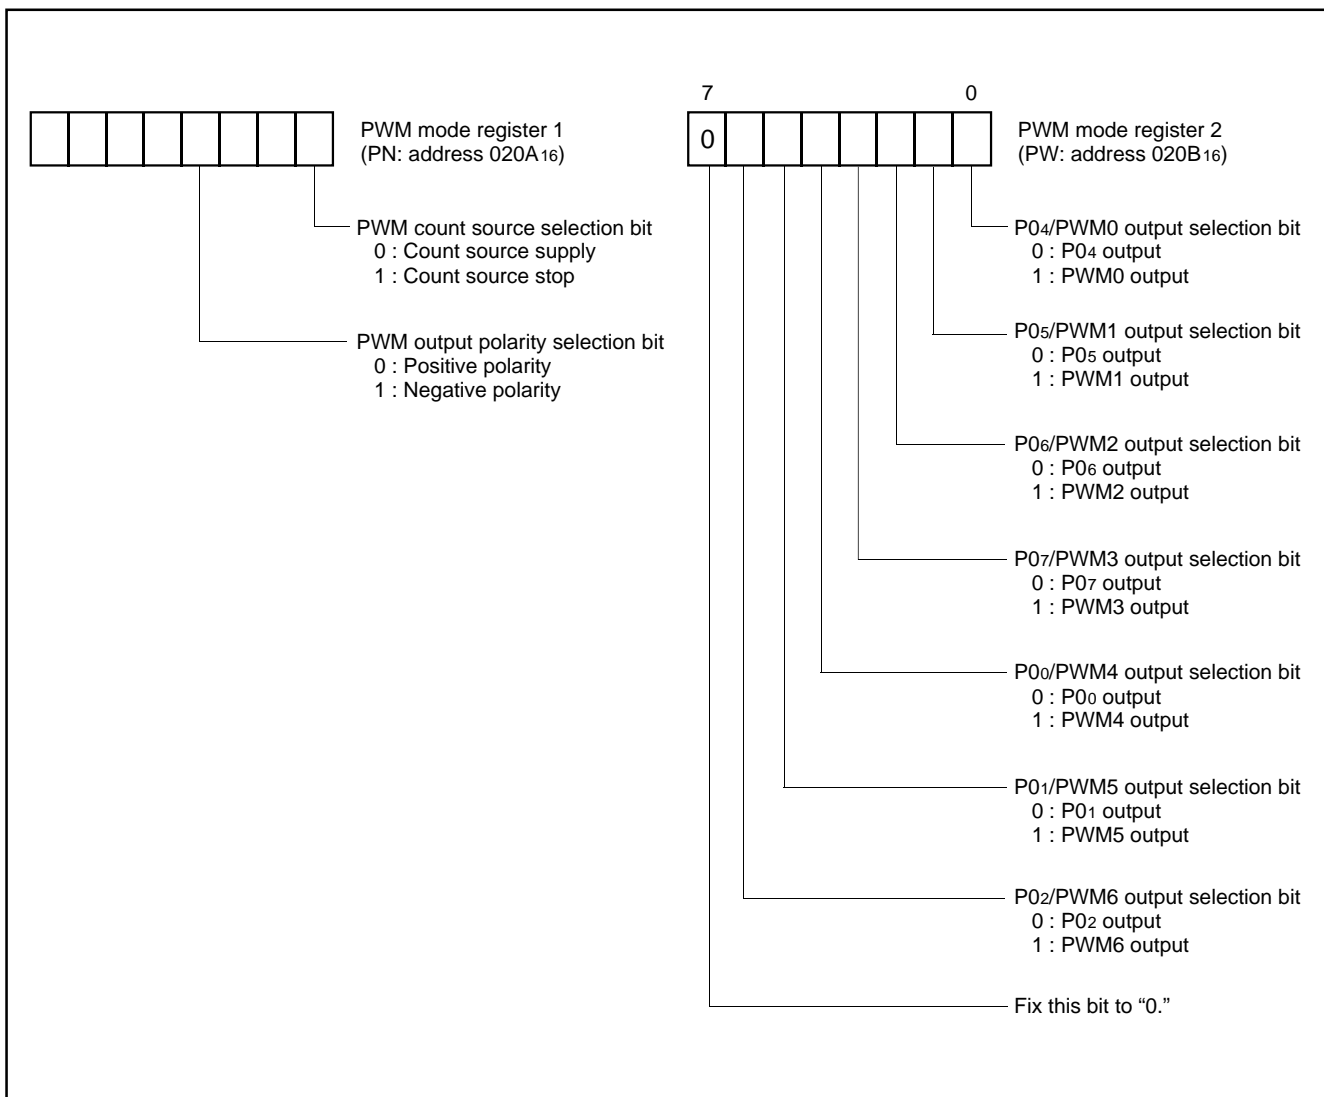 PWM mode register 1
(PN: address 020A16)
PWM count source selection bit
0 : Count source supply
1 : Count source stop
PWM output polarity selection bit
0 : Positive polarity
1 : Negative polarity
7 0
0
PWM mode register 2
(PW: address 020B16)
P04/PWM0 output selection bit
0 : P04 output
1 : PWM0 output
P05/PWM1 output selection bit
0 : P05 output
1 : PWM1 output
P06/PWM2 output selection bit
0 : P06 output
1 : PWM2 output
P07/PWM3 output selection bit
0 : P07 output
1 : PWM3 output
P00/PWM4 output selection bit
0 : P00 output
1 : PWM4 output
P01/PWM5 output selection bit
0 : P01 output
1 : PWM5 output
P02/PWM6 output selection bit
0 : P02 output
1 : PWM6 output
Fix this bit to “0.”